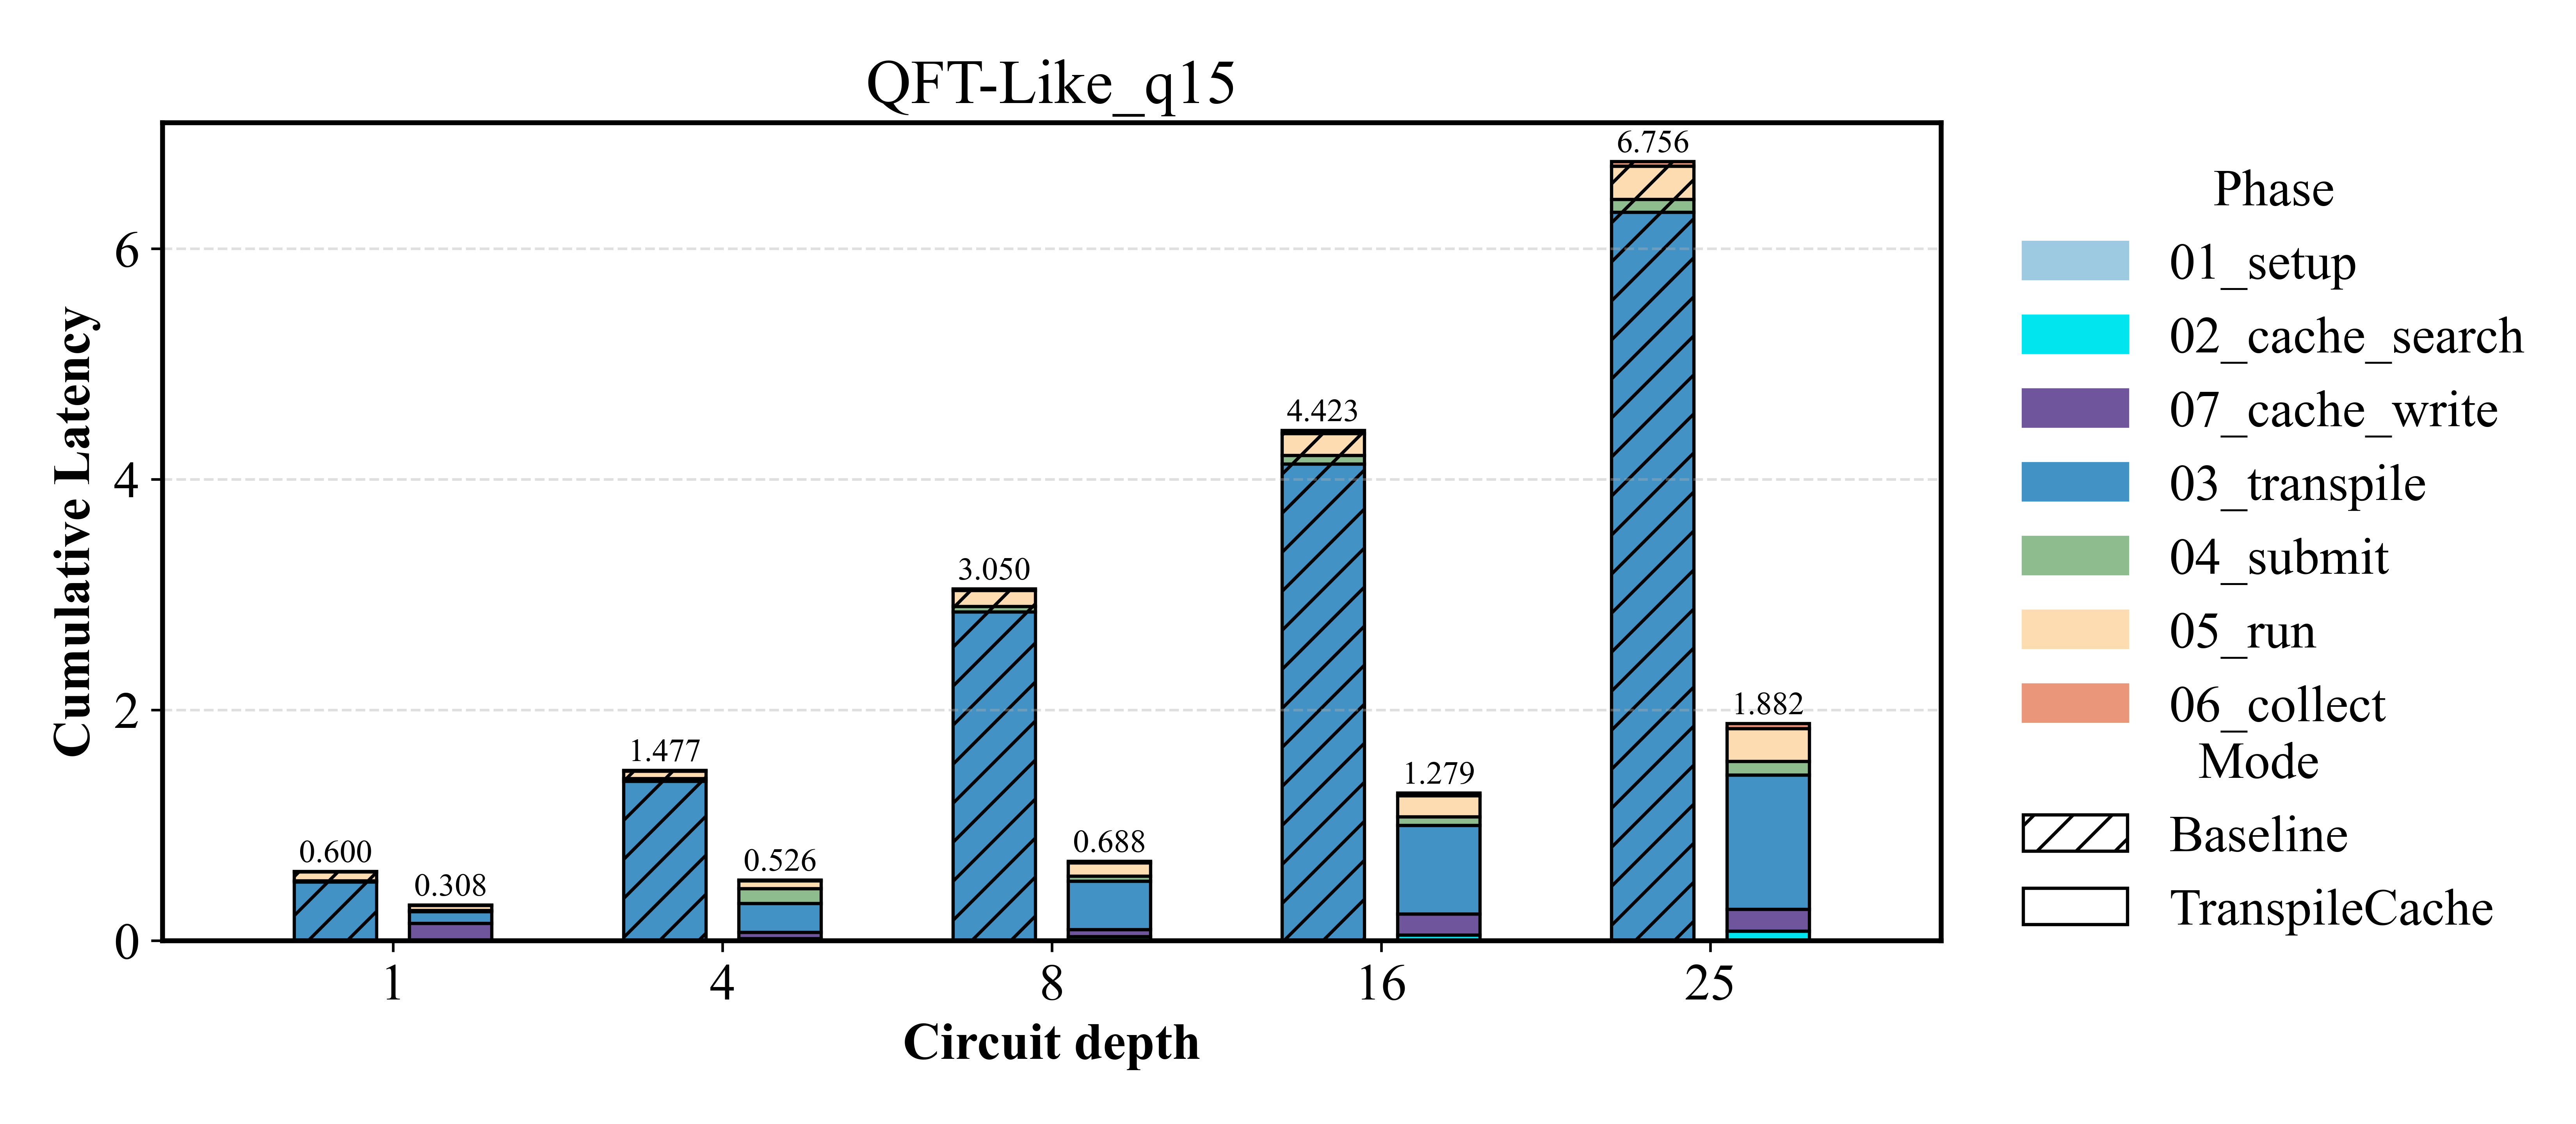 QFT-Like_q15
Cumulative Latency
6
4
2
0
0.600
0.308
1.477
0.526
3.050
0.688
4.423
1.279
6.756
1.882
1
4
8
16
25
Circuit depth
Phase
01_setup
02_cache_search
07_cache_write
03_transpile
04_submit
05_run
06_collect
Mode
Baseline
TranspileCache